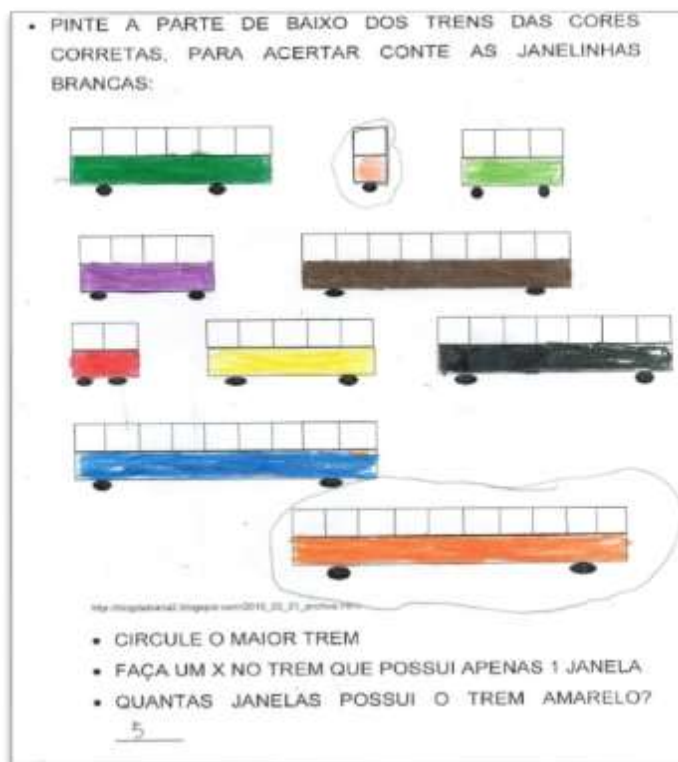 • PINTE A PARTE DE BAIXO DOS TRENS DAS CORES
CORRETAS, PARA ACERTAR CONTE AS JANELINHAS
BRANCAS:
• CIRCULE O MAIOR TREM
• FAÇA UM X NO TREM QUE POSSUI APENAS 1 JANELA
• QUANTAS JANELAS POSSUI O TREM AMARELO?
5